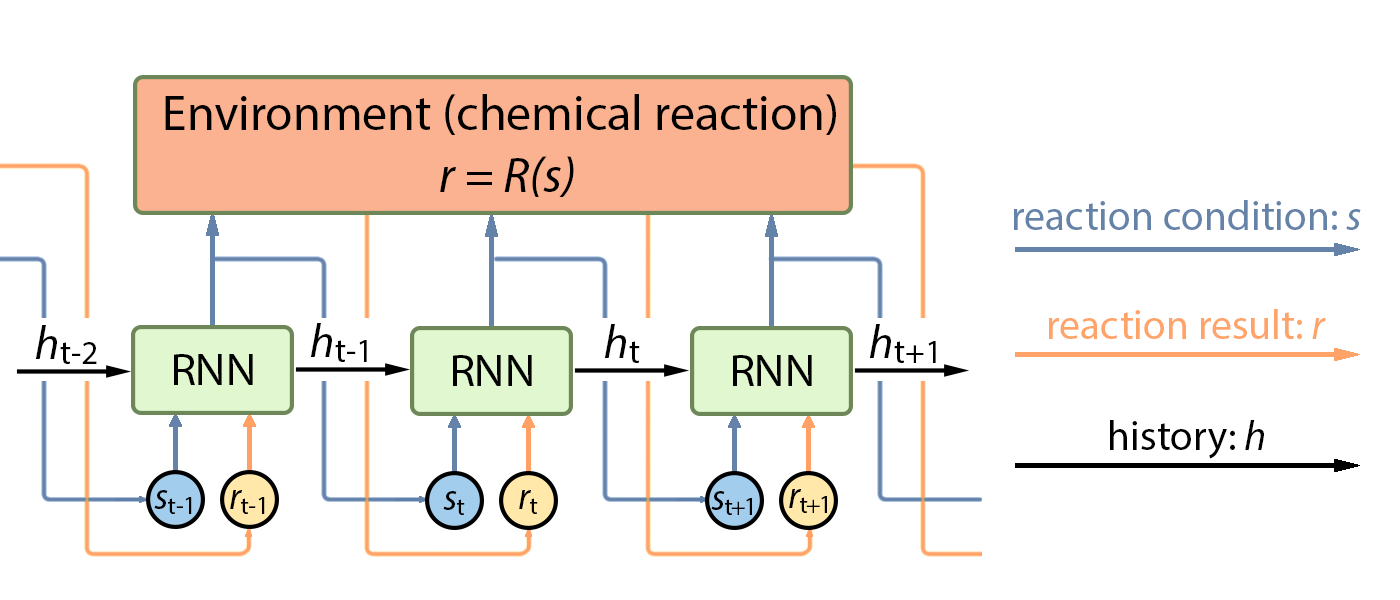 Environment (chemical reaction)
r = R(s)
reaction condition: s
reaction result: r
history: h
h_{t-2}
RNN
h_{t-1}
RNN
h_t
RNN
h_{t+1}
s_{t-1}
r_{t-1}
s_t
r_t
s_{t+1}
r_{t+1}